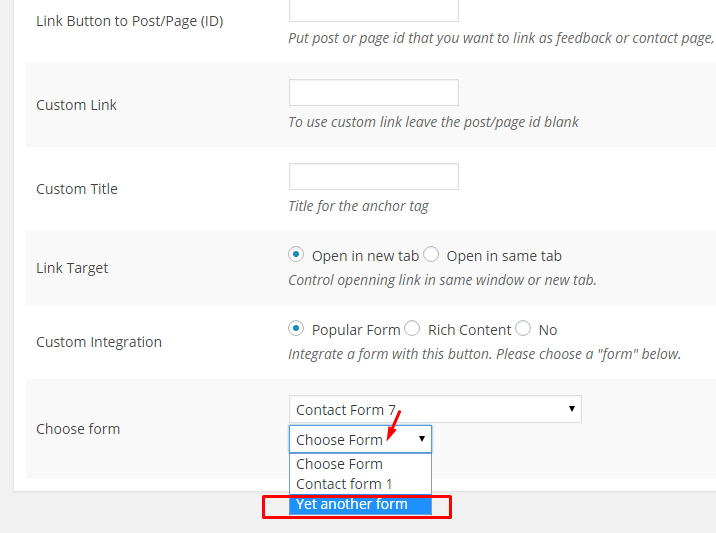 Link Button to Post/Page (ID)
Put post or page id that you want to link as feedback or contact page,
Custom Link
To use custom link leave the post/page id blank
Custom Title
Title for the anchor tag
Link Target
Open in new tab Open in same tab
Control openning link in same window or new tab.
Custom Integration
Popular Form Rich Content No
Integrate a form with this button. Please choose a "form" below.
Choose form
Contact Form 7
Choose Form
Choose Form
Contact form 1
Yet another form